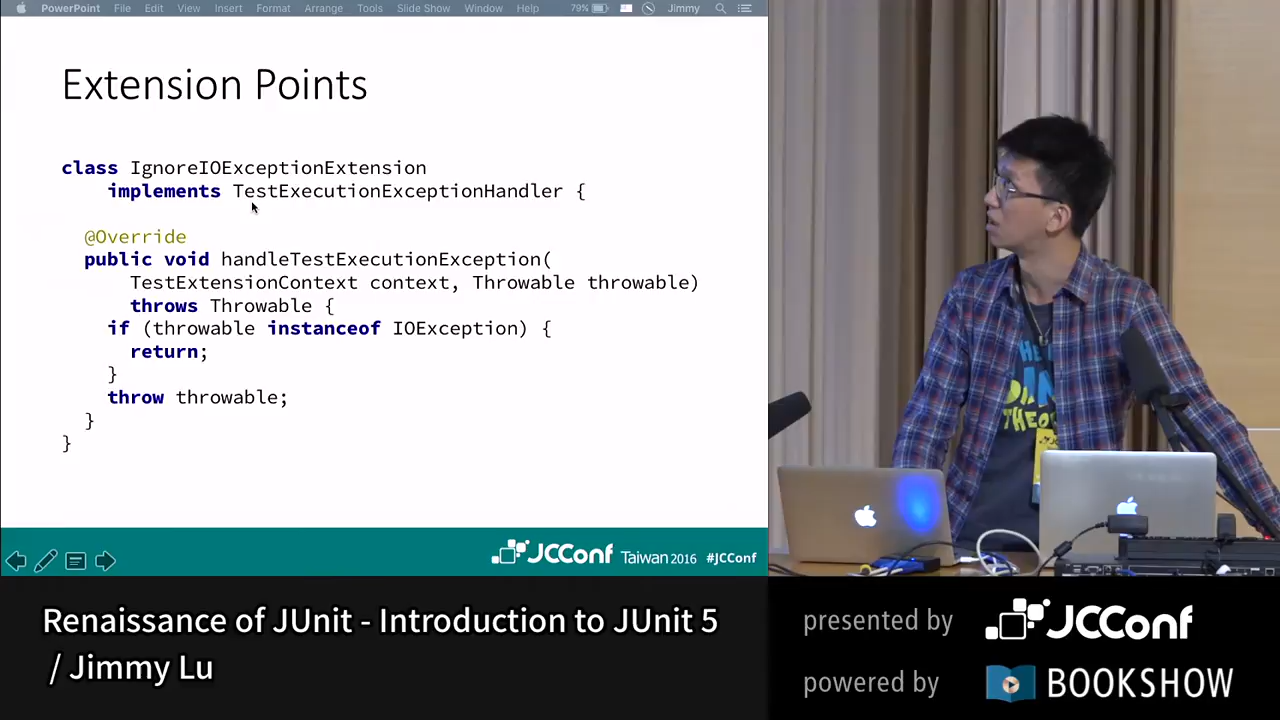 PowerPoint File Edit View Insert Format Arrange Tools Slide Show Window Help 79% Jimmy
Extension Points
class IgnoreIOExceptionExtension
implements TestExecutionExceptionHandler {
@Override
public void handleTestExecutionException(
TestExtensionContext context, Throwable throwable)
throws Throwable {
if (throwable instanceof IOException) {
return;
}
throw throwable;
}
}
JCConf Taiwan 2016 #JCConf
Renaissance of JUnit - Introduction to JUnit 5
/ Jimmy Lu
presented by JCConf
powered by BOOKSHOW